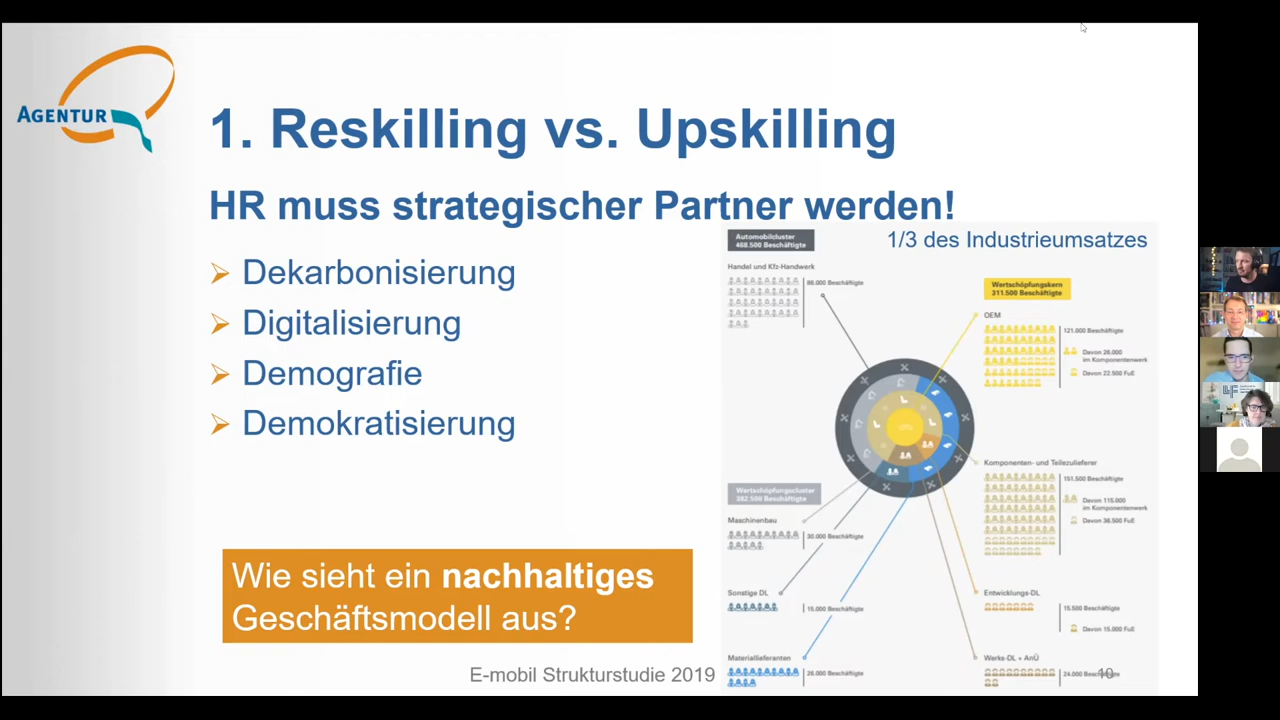 AGENTUR
1. Reskilling vs. Upskilling
HR muss strategischer Partner werden!
Dekarbonisierung
Digitalisierung
Demografie
Demokratisierung
Wie sieht ein nachhaltiges
Geschäftsmodell aus?
E-mobil Strukturstudie 2019
1/3 des Industrieumsatzes
Automobilcluster
468.500 Beschäftigte
Handel und Kfz-Handwerk
86.000 Beschäftigte
Wertschöpfungskern
311.500 Beschäftigte
OEM
121.000 Beschäftigte
Davon 26.000
im Komponentenwerk
Davon 22.500 FuE
Komponenten- und Teilezulieferer
151.500 Beschäftigte
Davon 115.000
im Komponentenwerk
Davon 36.500 FuE
Wertschöpfungscluster
382.500 Beschäftigte
Maschinenbau
30.000 Beschäftigte
Sonstige DL
15.000 Beschäftigte
Materiallieferanten
26.000 Beschäftigte
Entwicklungs-DL
15.500 Beschäftigte
Davon 15.000 FuE
Werks-DL + AnÜ
24.000 Beschäftigte
10